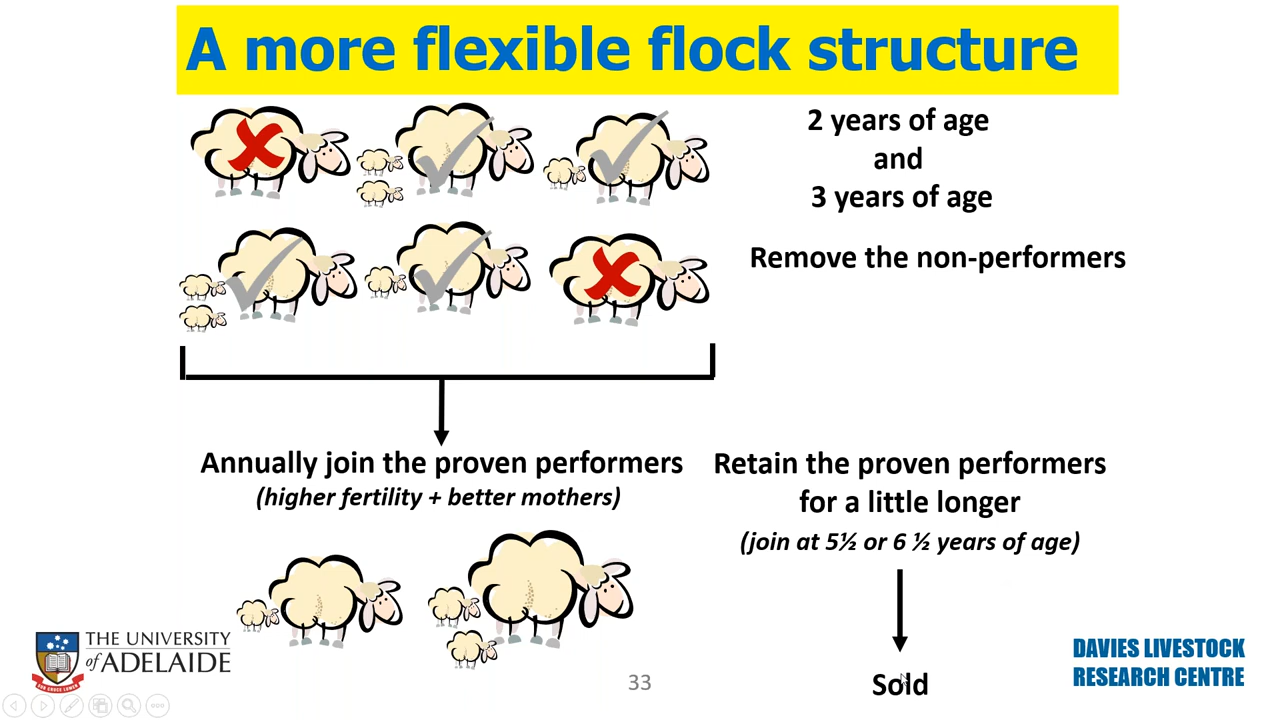 A more flexible flock structure
2 years of age
and
3 years of age
Remove the non-performers
Annually join the proven performers
(higher fertility + better mothers)
Retain the proven performers
for a little longer
(join at 5½ or 6 ½ years of age)
Sold
THE UNIVERSITY
of ADELAIDE
33
DAVIES LIVESTOCK
RESEARCH CENTRE